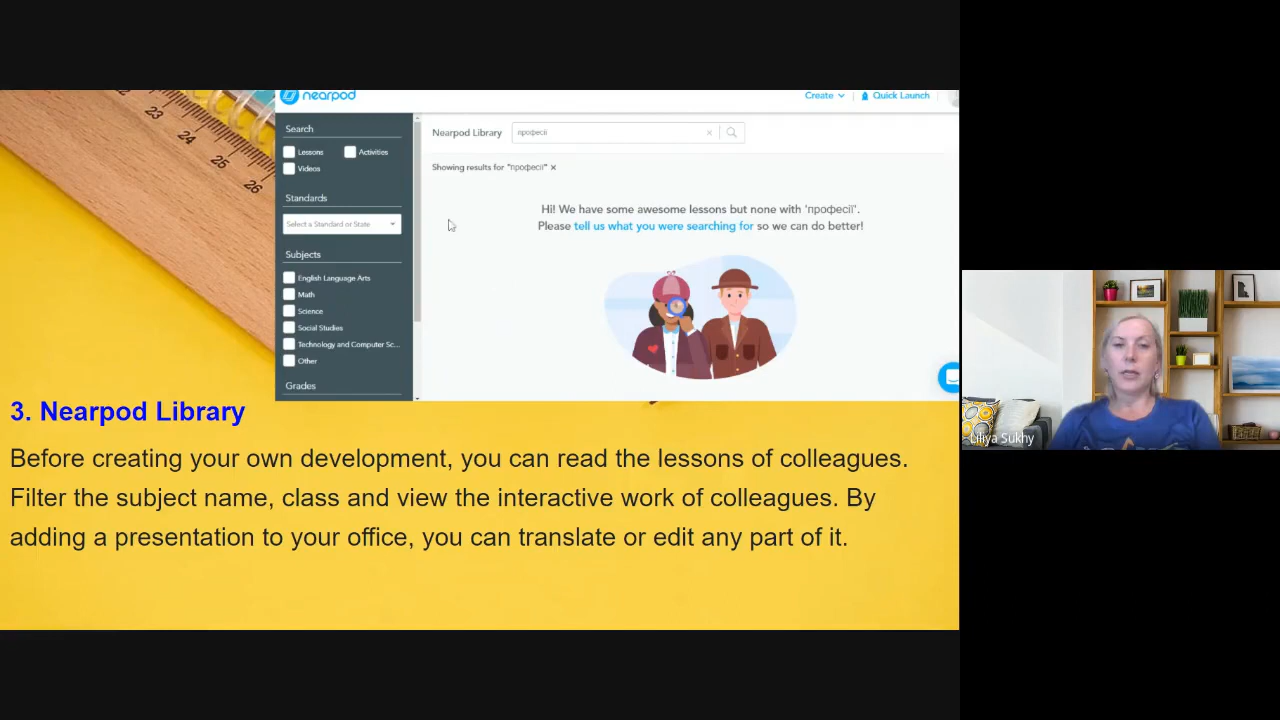 23
24
25
26
nearpod
Create
Quick Launch
Search
Lessons
Activities
Videos
Standards
Select a Standard or State
Subjects
English Language Arts
Math
Science
Social Studies
Technology and Computer Sc...
Other
Grades
Nearpod Library
професії
Showing results for "професії" ×
Hi! We have some awesome lessons but none with 'професії'.
Please tell us what you were searching for so we can do better!
3. Nearpod Library
Before creating your own development, you can read the lessons of colleagues.
Filter the subject name, class and view the interactive work of colleagues. By
adding a presentation to your office, you can translate or edit any part of it.
Liliya Sukhy